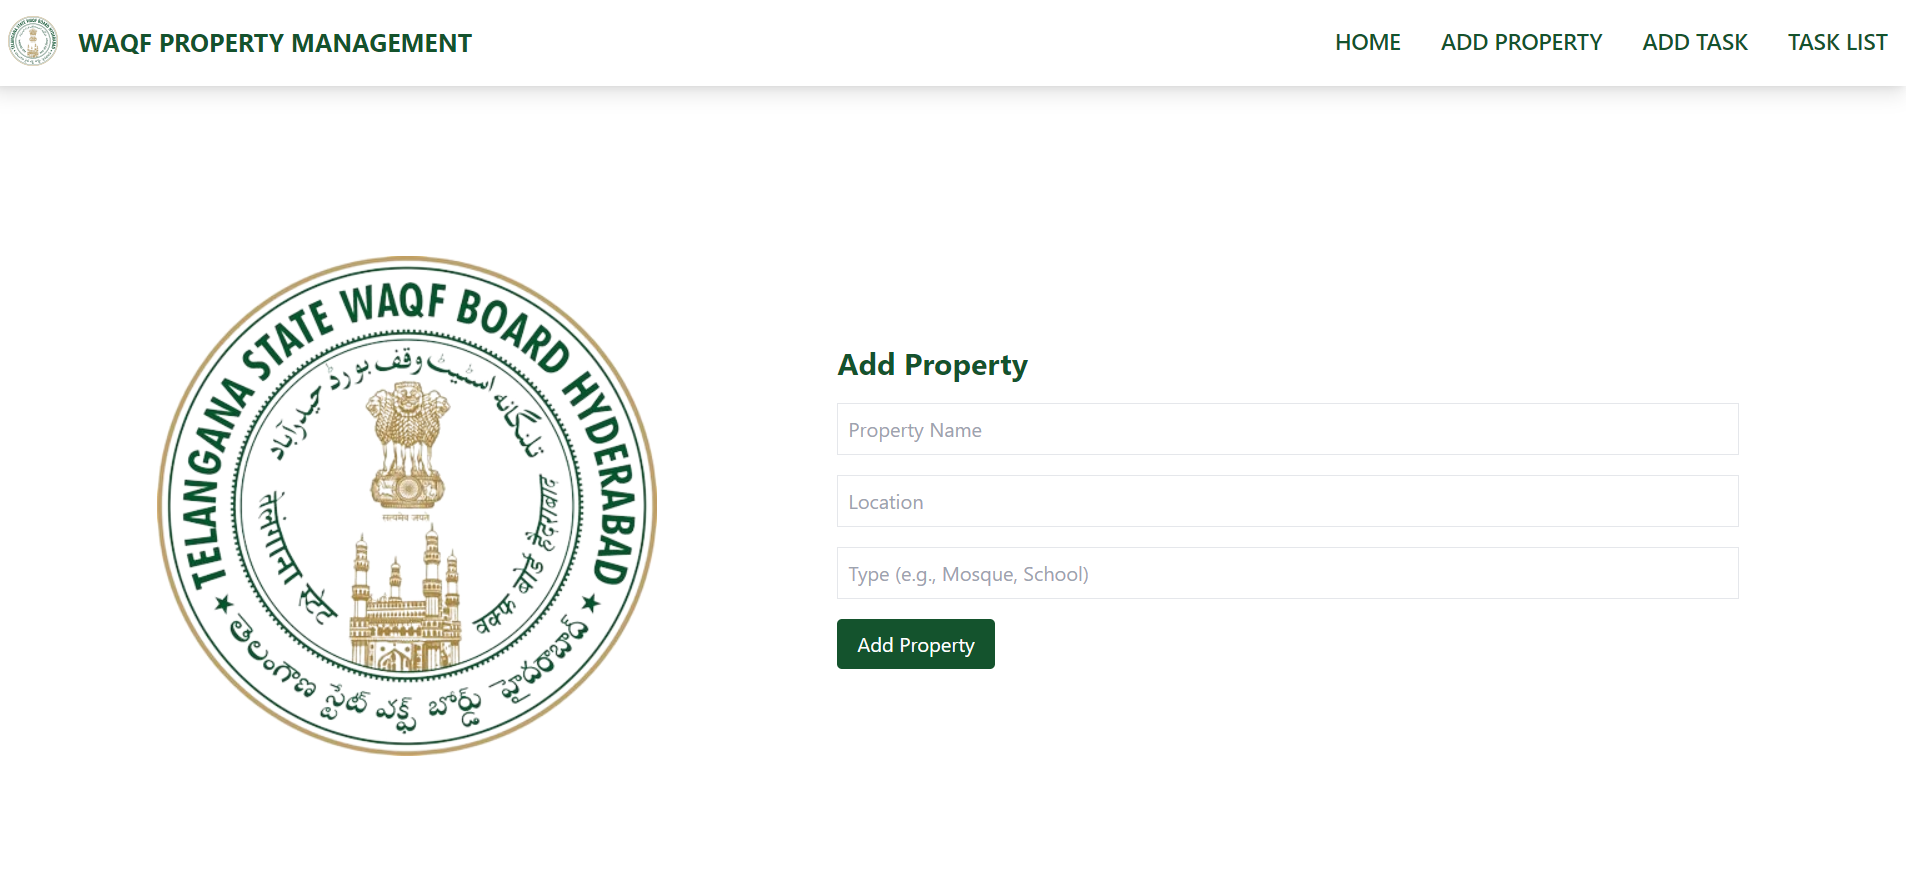 WAQF PROPERTY MANAGEMENT
HOME
ADD PROPERTY
ADD TASK
TASK LIST
TELANGANA STATE WAQF BOARD HYDERABAD
تلنگانه اسٹیٹ وقف بورڈ حیدرآباد
सत्यमेव जयते
तेलंगाना स्टेट
वक्फ बोर्ड हैदराबाद
తెలంగాణ స్టేట్ వక్ఫ్ బోర్డు హైదరాబాద్
Add Property
Property Name
Location
Type (e.g., Mosque, School)
Add Property